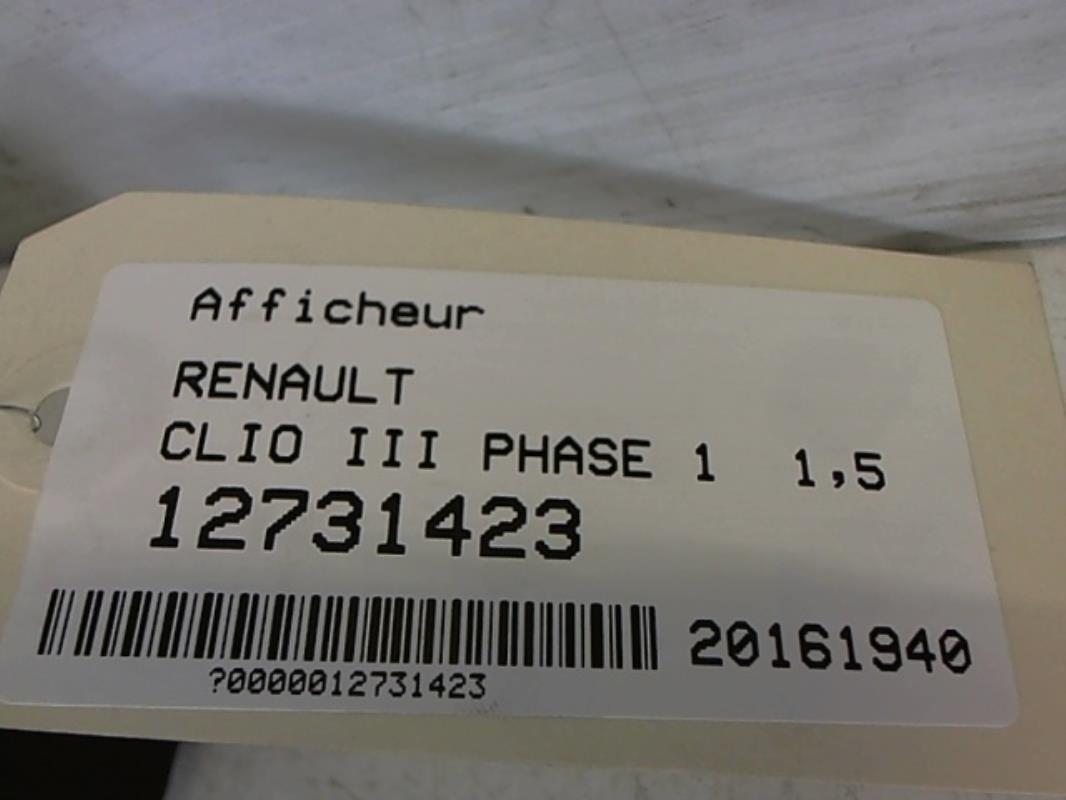 Afficheur
RENAULT
CLIO III PHASE 1 1,5
12731423
20161940
?0000012731423